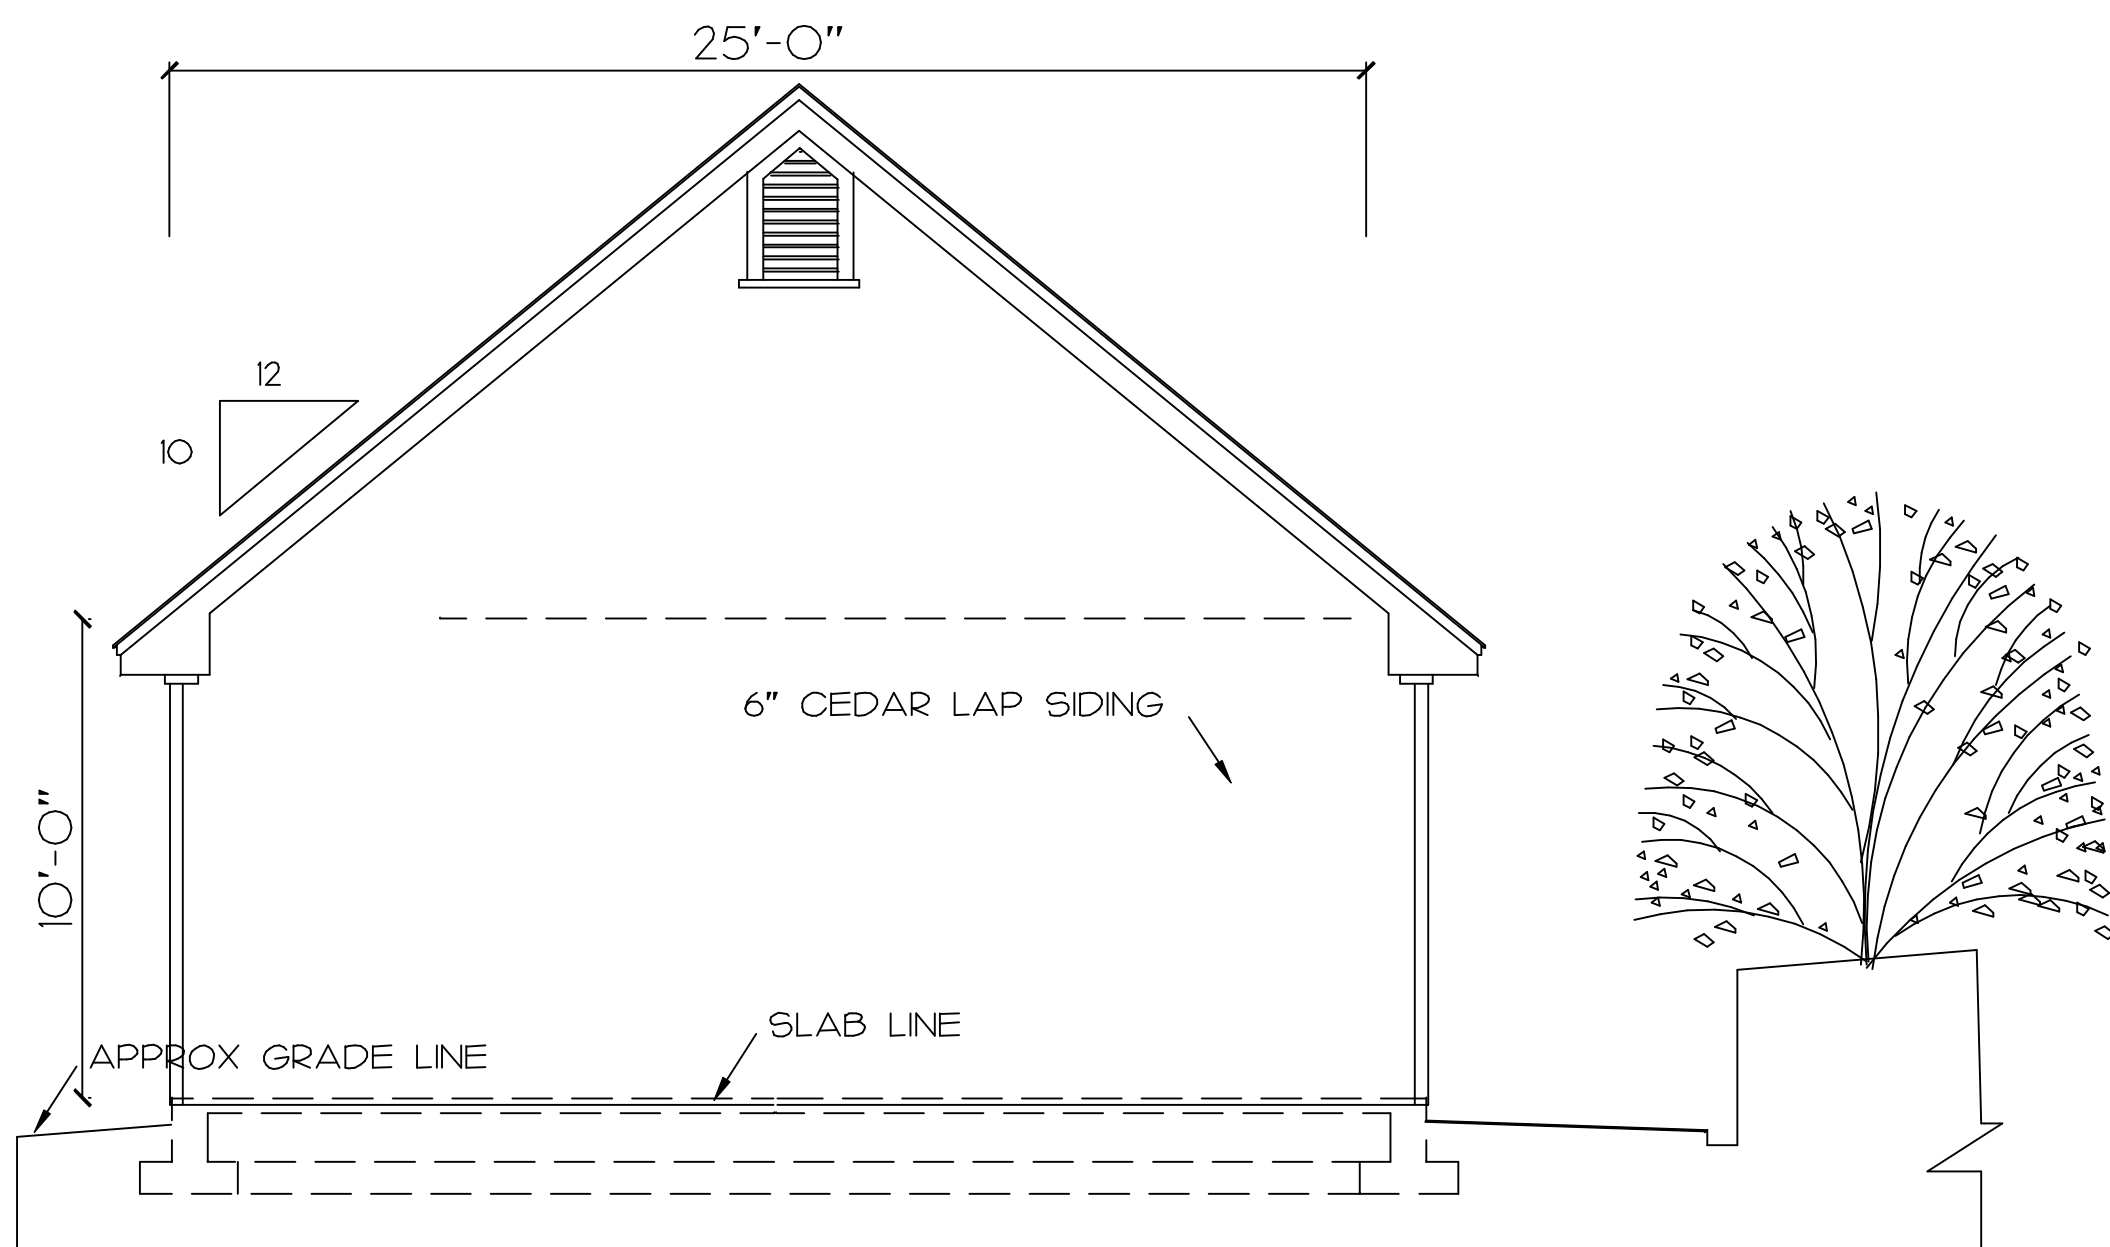 25'-0"
12
10
6" CEDAR LAP SIDING
10'-0"
SLAB LINE
APPROX GRADE LINE